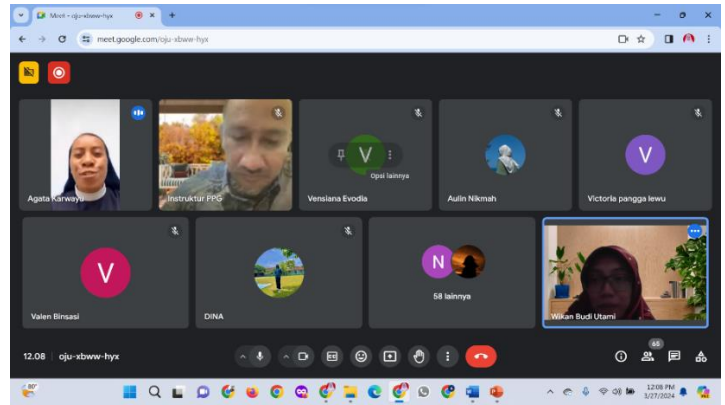 Meet - oju-xbww-hyx
meet.google.com/oju-xbww-hyx
Agata Karwayu
Instruktur PPG
V
Opsi lainnya
Vensiana Evodia
Aulin Nikmah
V
Victoria pangga lewu
V
Valen Binsasi
DINA
N
58 lainnya
Wikan Budi Utami
12.08 | oju-xbww-hyx
68
80°
12:08 PM
3/27/2024